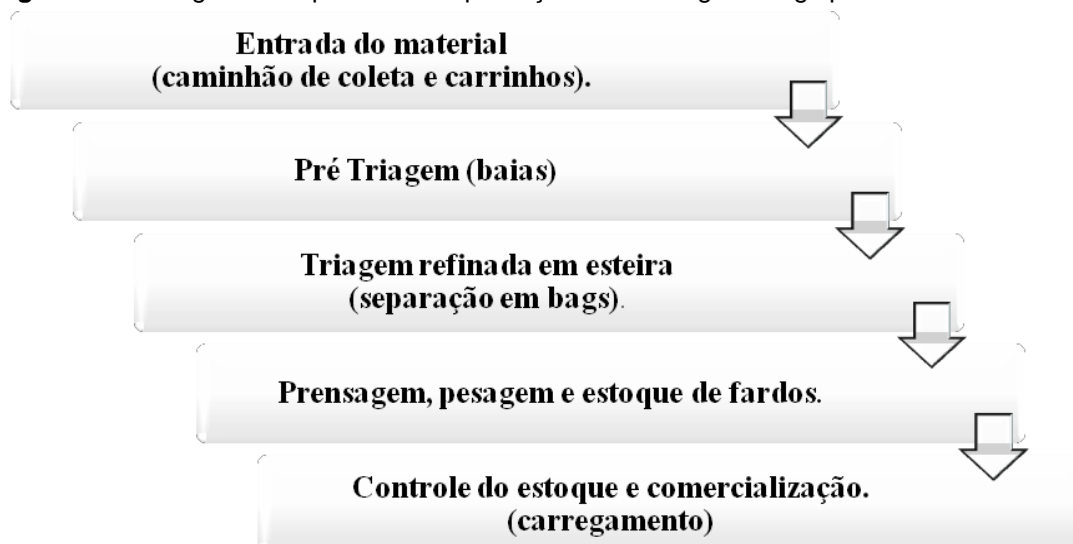 Entrada do material
(caminhão de coleta e carrinhos).
Pré Triagem (baias)
Triagem refinada em esteira
(separação em bags).
Prensagem, pesagem e estoque de fardos.
Controle do estoque e comercialização.
(carregamento)